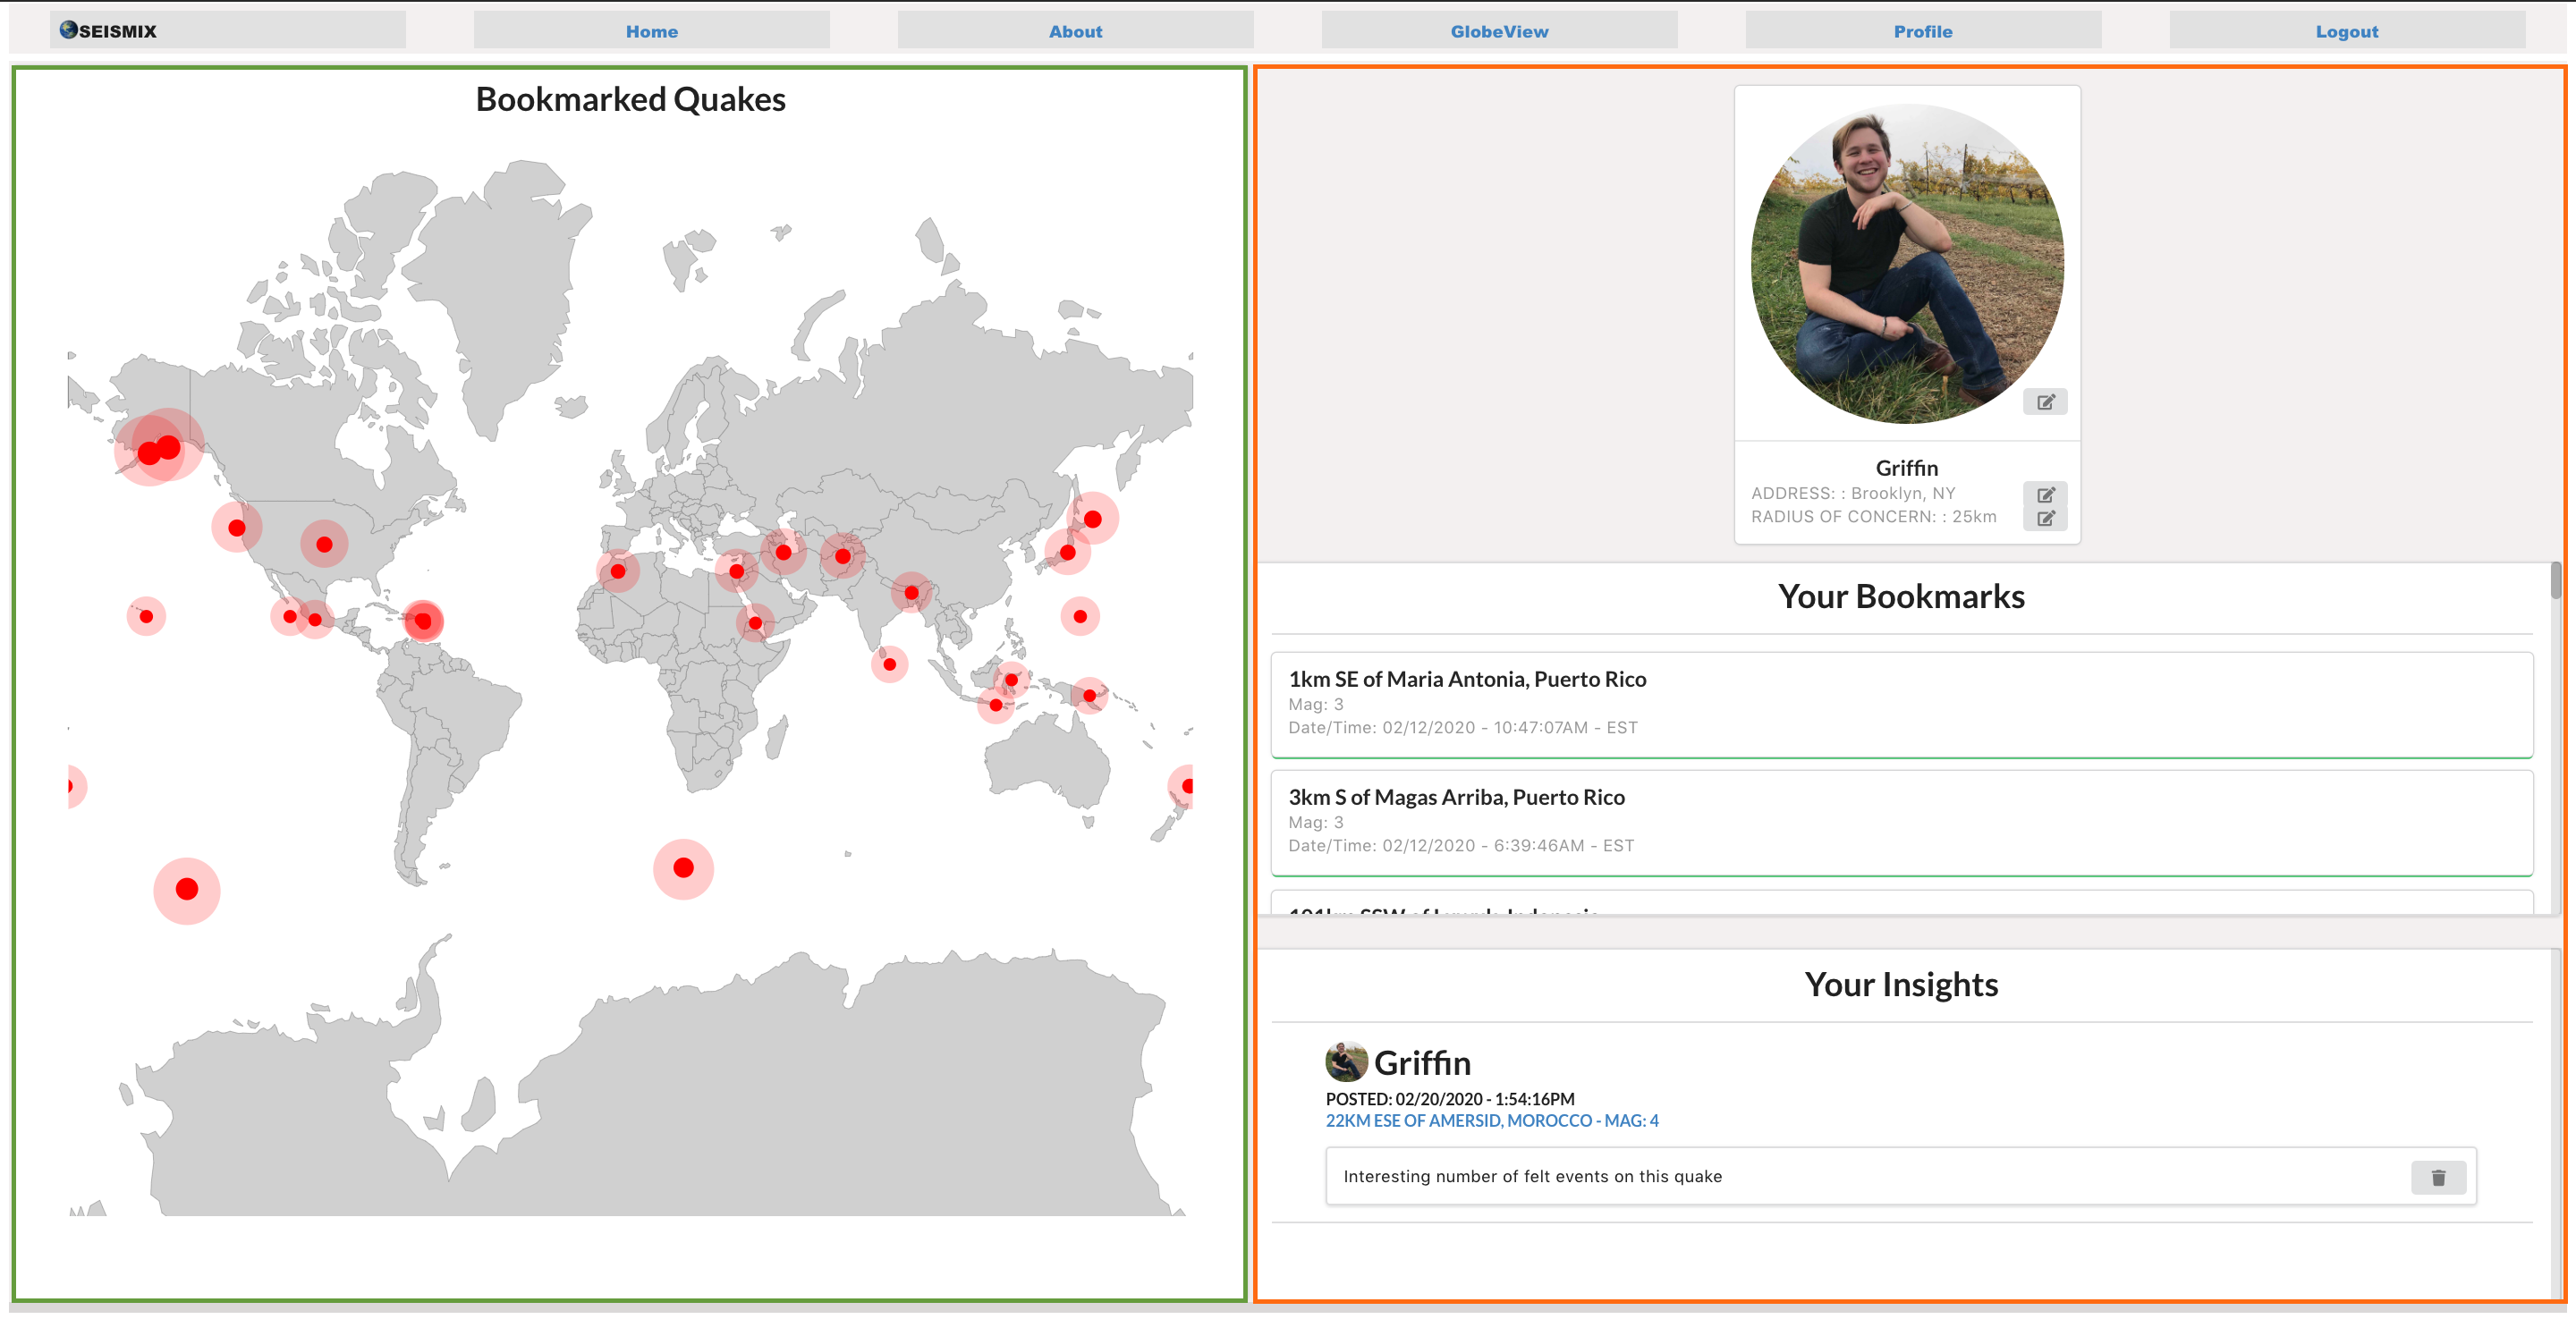 SEISMIX
Home
About
GlobeView
Profile
Logout
Bookmarked Quakes
Griffin
ADDRESS: : Brooklyn, NY
RADIUS OF CONCERN: : 25km
Your Bookmarks
1km SE of Maria Antonia, Puerto Rico
Mag: 3
Date/Time: 02/12/2020 - 10:47:07AM - EST
3km S of Magas Arriba, Puerto Rico
Mag: 3
Date/Time: 02/12/2020 - 6:39:46AM - EST
101km SSW of Indonesia
Your Insights
Griffin
POSTED: 02/20/2020 - 1:54:16PM
22KM ESE OF AMERSID, MOROCCO - MAG: 4
Interesting number of felt events on this quake